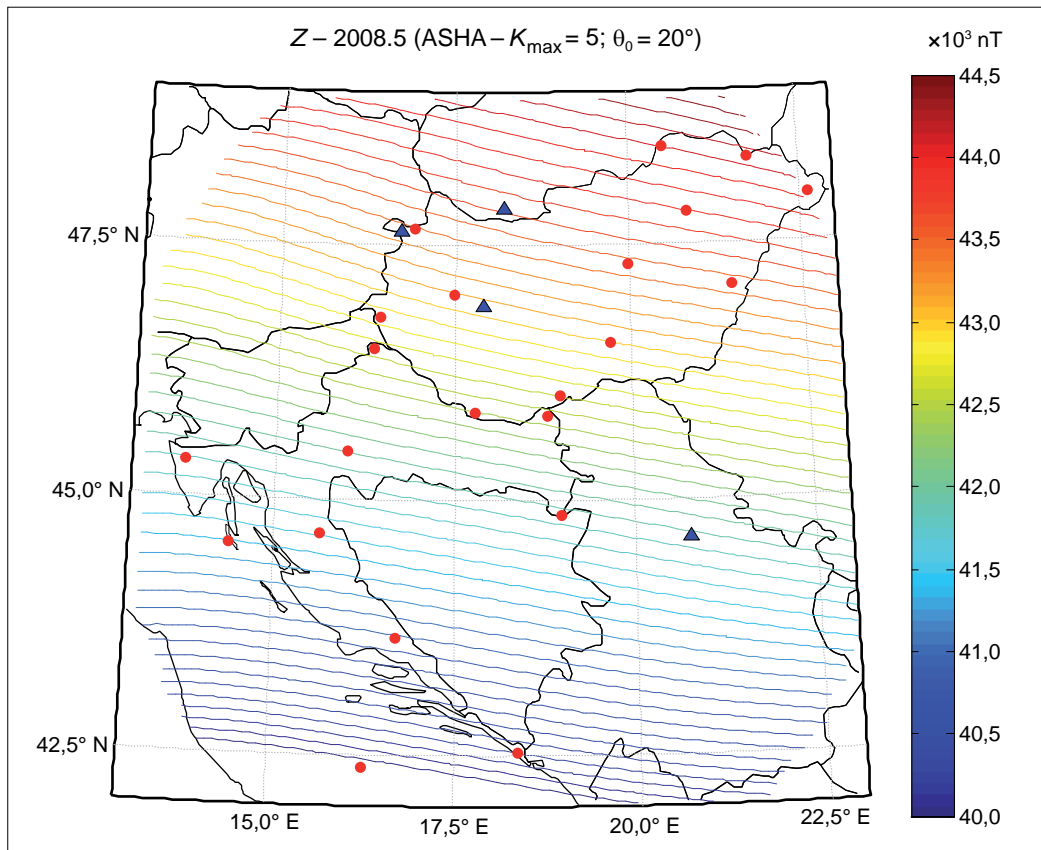 Z – 2008.5 (ASHA – Kmax = 5; θ0 = 20°)
×10³ nT
44,5
44,0
43,5
43,0
42,5
42,0
41,5
41,0
40,5
40,0
47,5° N
45,0° N
42,5° N
15,0° E
17,5° E
20,0° E
22,5° E